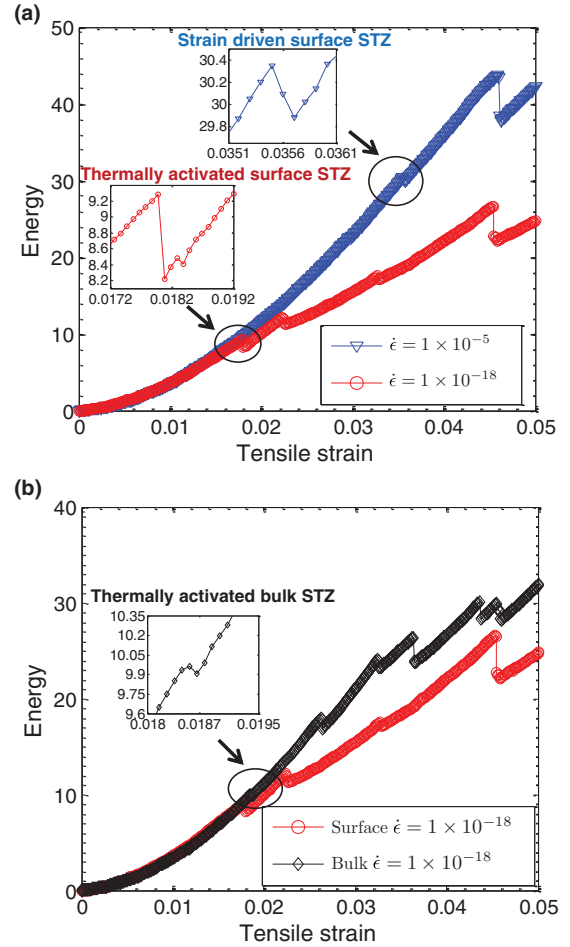 (a)
50
40
30
20
10
0
Energy
Strain driven surface STZ
30.4
30.2
30
29.8
0.0351
0.0356
0.0361
Thermally activated surface STZ
9.2
9
8.8
8.6
8.4
8.2
0.0172
0.0182
0.0192
ε̇ = 1 × 10⁻⁵
ε̇ = 1 × 10⁻¹⁸
0 0.01 0.02 0.03 0.04 0.05
Tensile strain
(b)
40
30
20
10
0
Energy
Thermally activated bulk STZ
10.35
10.2
10.05
9.9
9.75
9.6
0.018
0.0187
0.0195
Surface ε̇ = 1 × 10⁻¹⁸
Bulk ε̇ = 1 × 10⁻¹⁸
0 0.01 0.02 0.03 0.04 0.05
Tensile strain